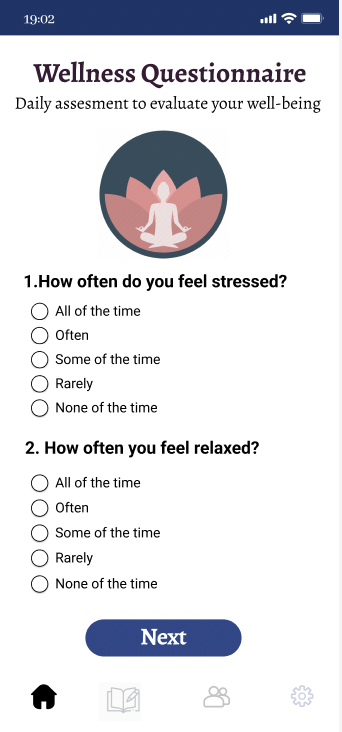 19:02
Wellness Questionnaire
Daily assesment to evaluate your well-being
1.How often do you feel stressed?
All of the time
Often
Some of the time
Rarely
None of the time
2. How often you feel relaxed?
All of the time
Often
Some of the time
Rarely
None of the time
Next